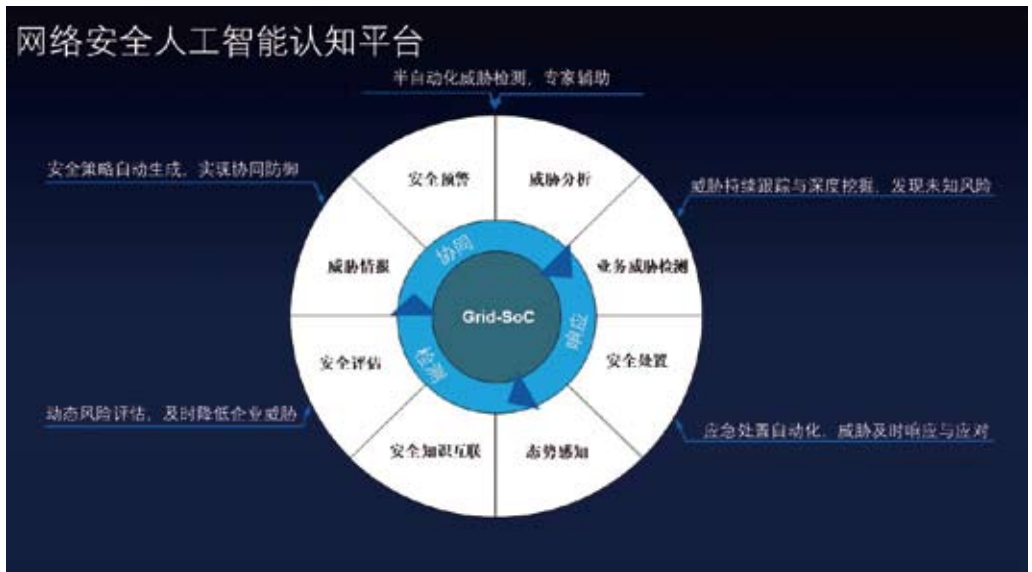 网络安全人工智能认知平台
半自动化威胁检测，专家辅助
安全策略自动生成，实现协同防御
威胁持续跟踪与深度挖掘，发现未知风险
安全预警
威胁分析
威胁情报
业务威胁检测
协同
Grid-SoC
响应
检测
安全评估
安全处置
安全知识互联
态势感知
动态风险评估，及时降低企业威胁
应急处置自动化，威胁及时响应与应对